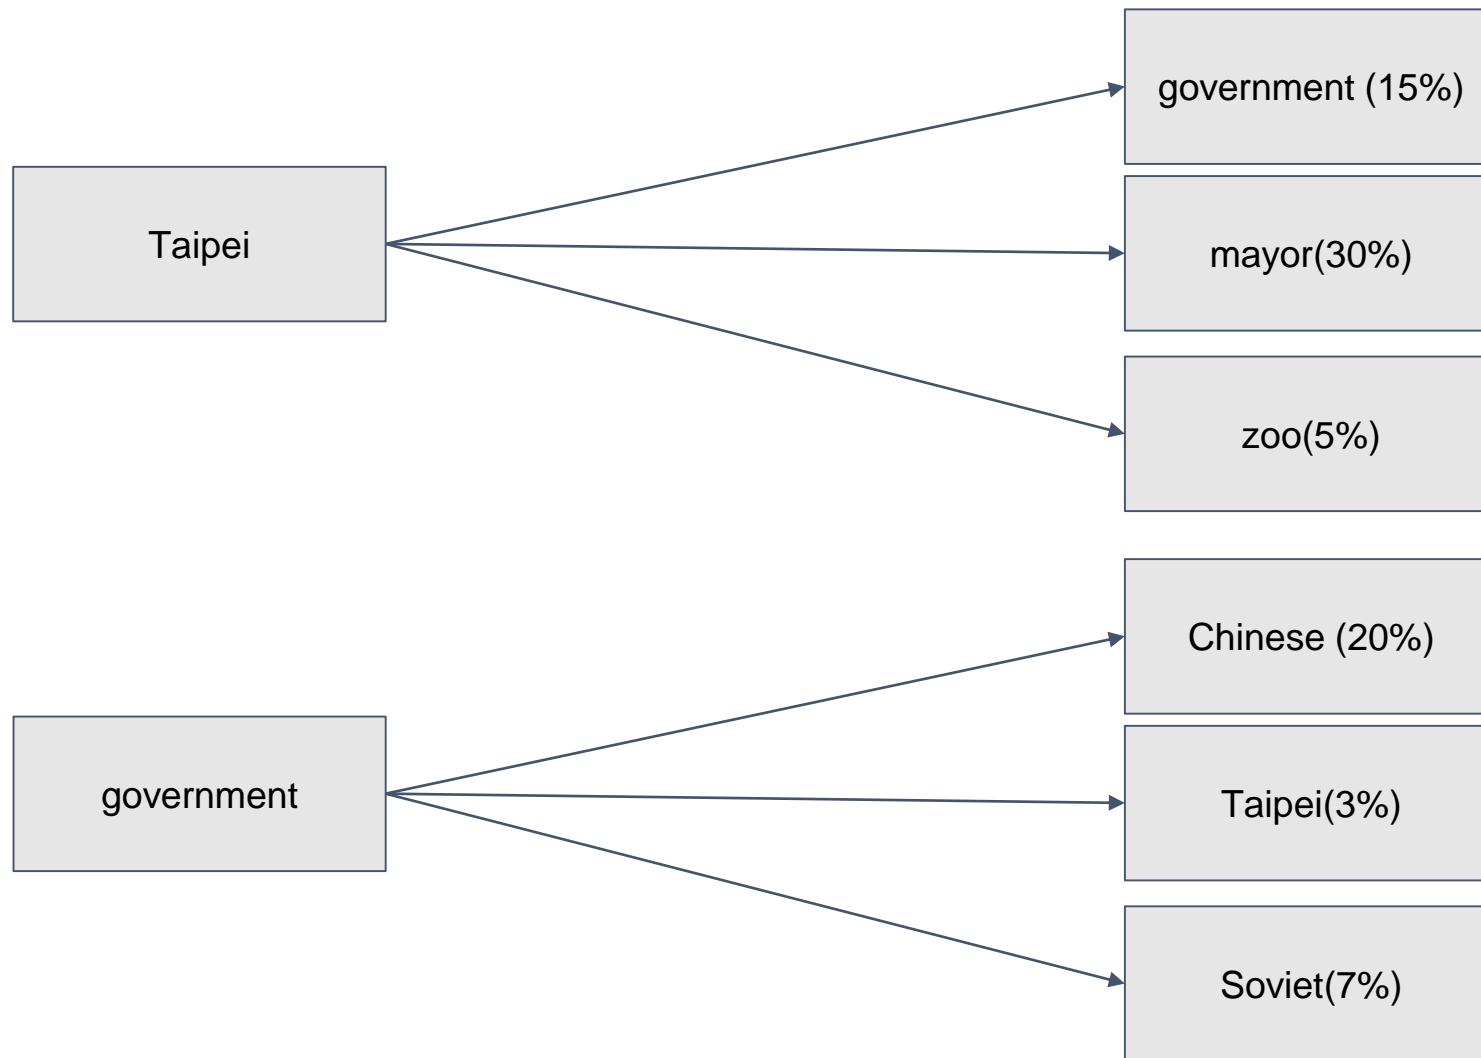 Taipei
government (15%)
mayor(30%)
zoo(5%)
government
Chinese (20%)
Taipei(3%)
Soviet(7%)